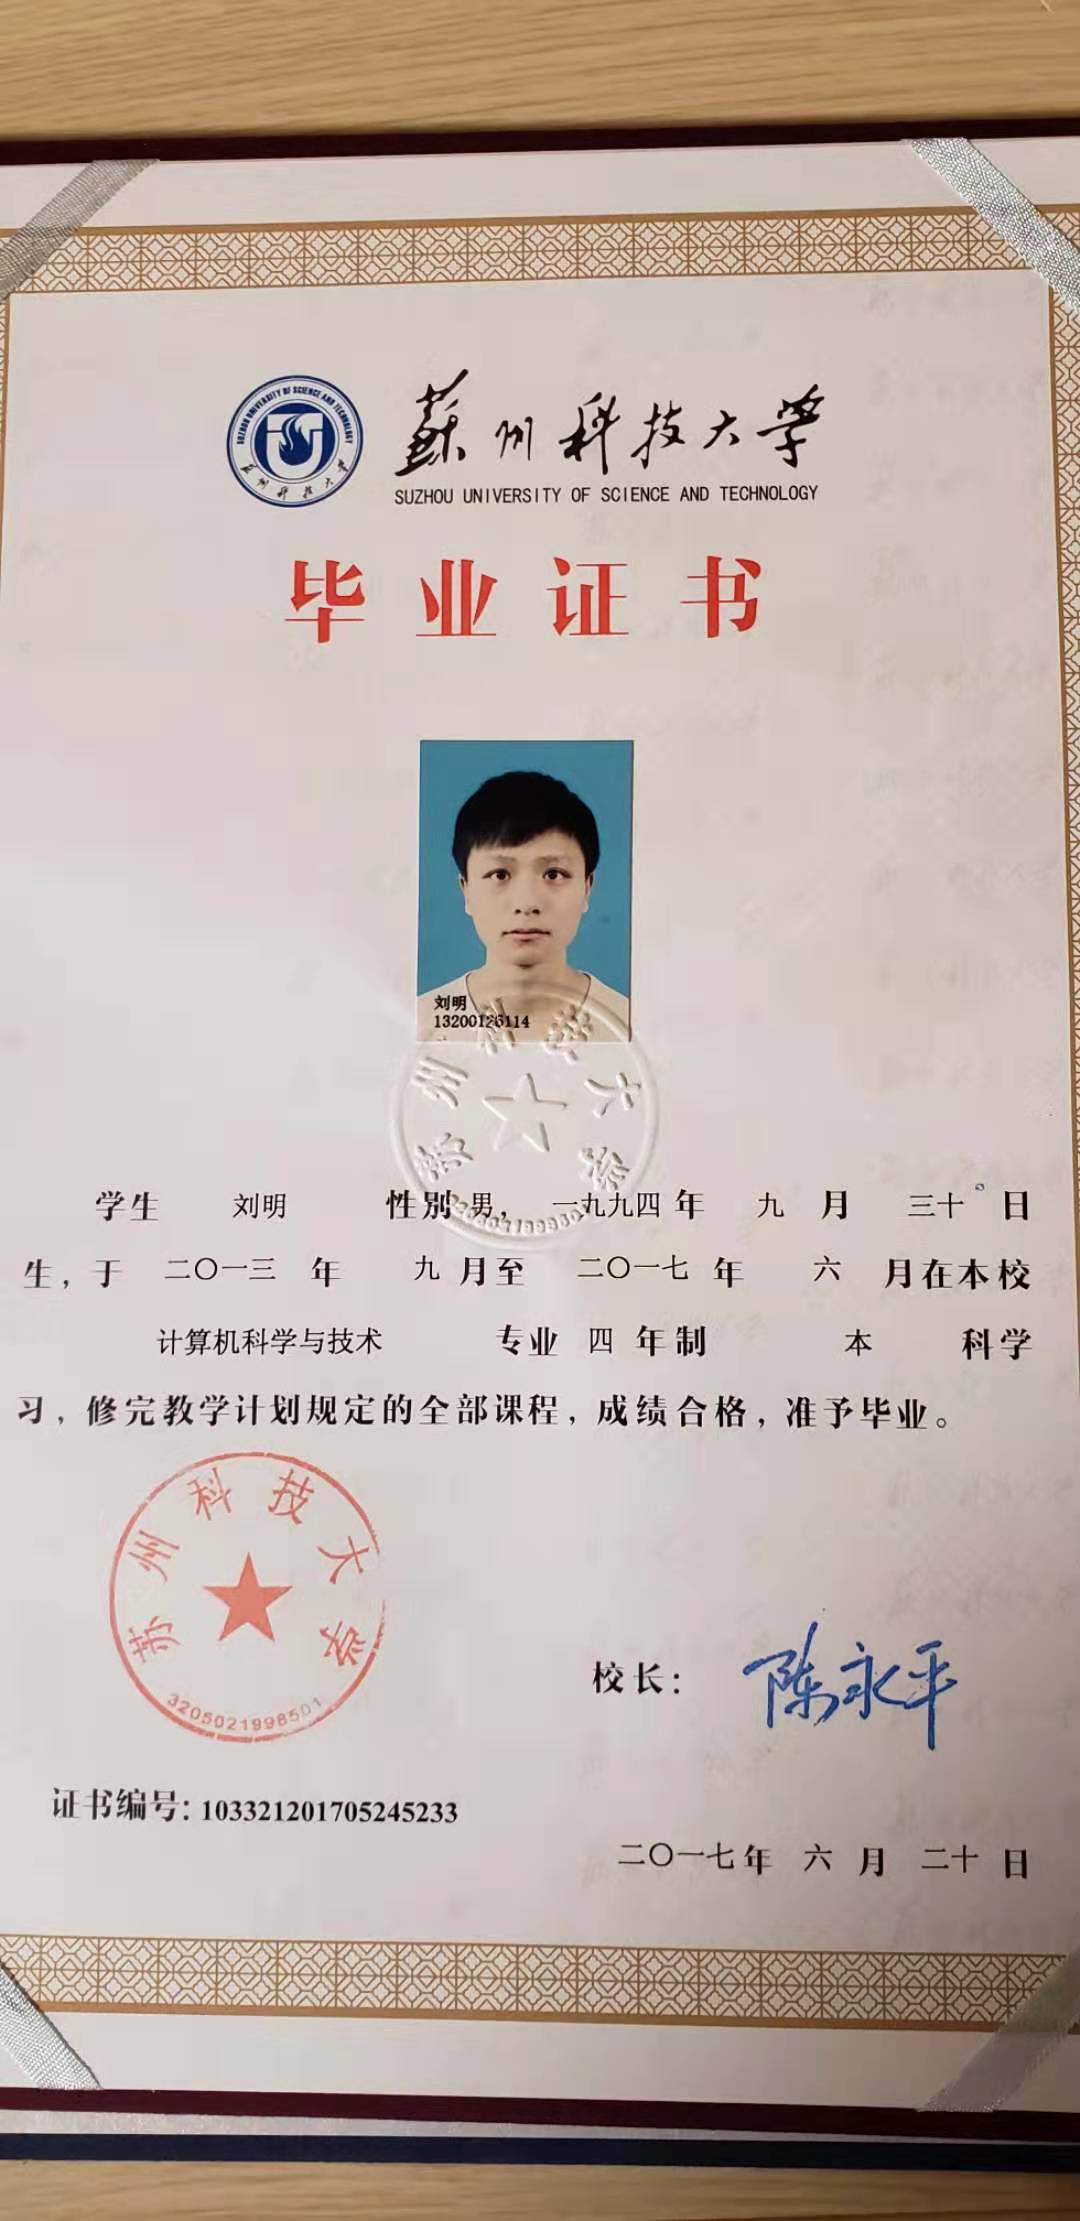 SUZHOU UNIVERSITY OF SCIENCE AND TECHNOLOGY
苏州科技大学
蘇州科技大学
SUZHOU UNIVERSITY OF SCIENCE AND TECHNOLOGY
毕业证书
刘明
13200126114
苏州科技大学
学生 刘明 性别 男, 一九九四 年 九 月 三十 日
生,于 二〇一三 年 九 月至 二〇一七 年 六 月在本校
计算机科学与技术 专业 四 年制 本 科学
习,修完教学计划规定的全部课程,成绩合格,准予毕业。
苏州科技大学
3205021998501
校长: 陈永平
证书编号: 103321201705245233
二〇一七年 六 月 二十 日